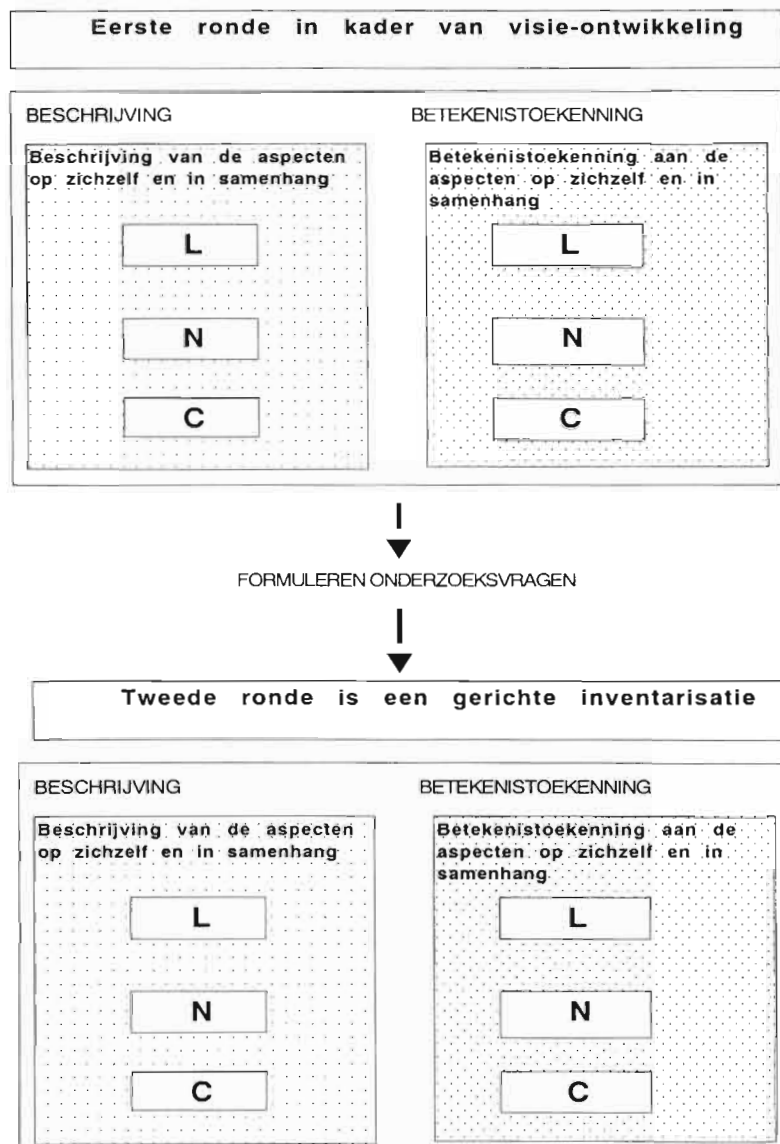 Eerste ronde in kader van visie-ontwikkeling
BESCHRIJVING
Beschrijving van de aspecten
op zichzelf en in samenhang
L
N
C
BETEKENISTOEKENNING
Betekenistoekenning aan de
aspecten op zichzelf en in
samenhang
L
N
C
FORMULEREN ONDERZOEKSVRAGEN
Tweede ronde is een gerichte inventarisatie
BESCHRIJVING
Beschrijving van de aspecten
op zichzelf en in samenhang
L
N
C
BETEKENISTOEKENNING
Betekenistoekenning aan de
aspecten op zichzelf en in
samenhang
L
N
C